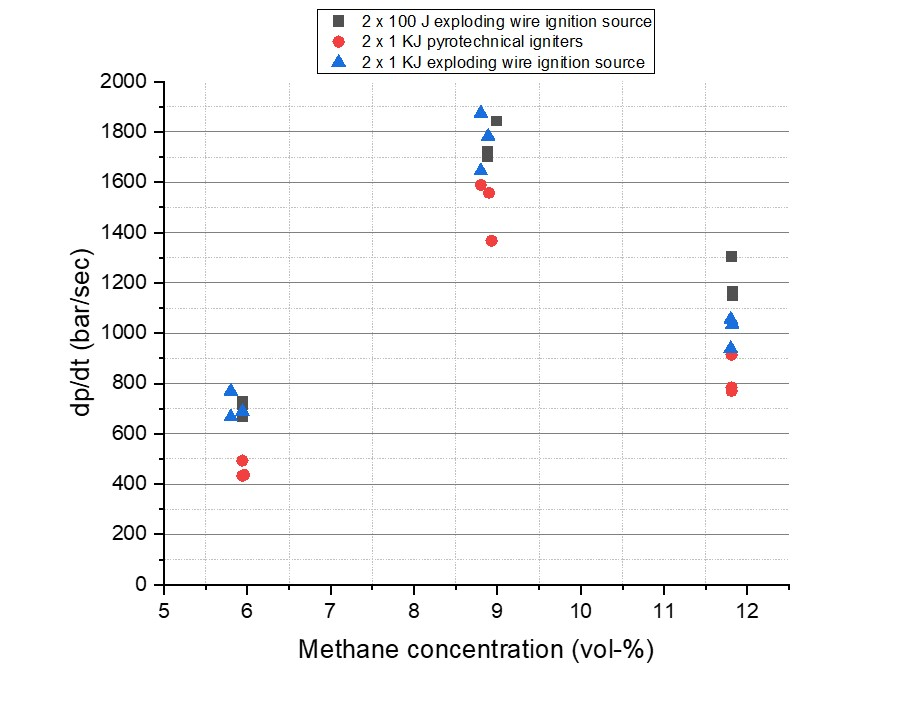 2 x 100 J exploding wire ignition source
2 x 1 KJ pyrotechnical igniters
2 x 1 KJ exploding wire ignition source
2000
1800
1600
1400
1200
1000
800
600
400
200
0
dp/dt (bar/sec)
5 6 7 8 9 10 11 12
Methane concentration (vol-%)